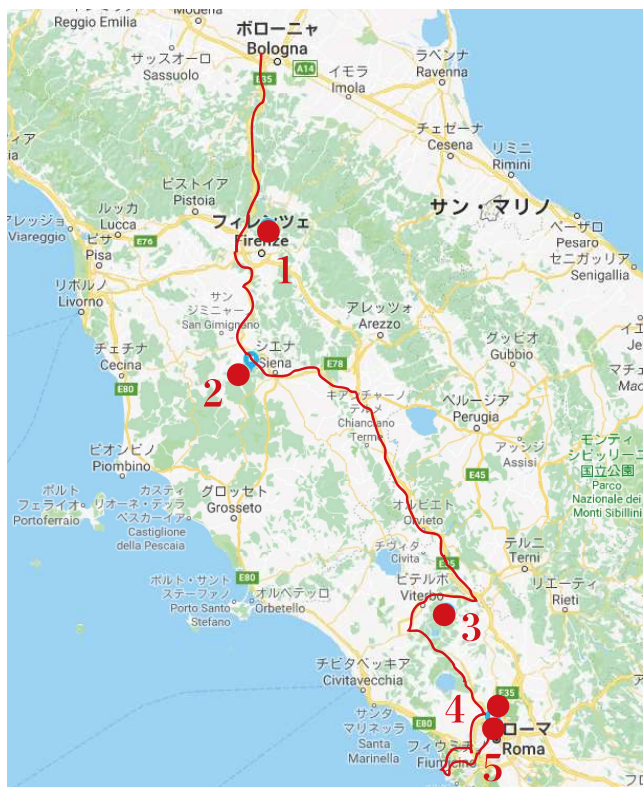 Reggio Emilia
Modena
ボローニャ
Bologna
サッスオーロ
Sassuolo
E35
A14
イモラ
Imola
ラベンナ
Ravenna
チェゼーナ
Cesena
リミニ
Rimini
ピストイア
Pistoia
ルッカ
Lucca
アレッジョ
Viareggio
ピサ
Pisa
E76
フィレンツェ
Firenze
1
サン・マリノ
ペーザロ
Pesaro
セニガッリア
Senigallia
リボルノ
Livorno
サン
ジミニャー
San Gimignano
アレッツォ
Arezzo
グッビオ
Gubbio
チェチナ
Cecina
E80
シエナ
Siena
E78
2
キアンチャーノ
テルメ
Chianciano
Terme
ペルージア
Perugia
アッシジ
Assisi
マチェ
ピオンビノ
Piombino
E45
モンティ
シビッリーニ
国立公園
Parco
Nazionale dei
Monti Sibillini
ポルト
フェライオ
Portoferraio
カスティ
リオーネ・デッラ
ペスカーイア
Castiglione
della Pescaia
グロッセト
Grosseto
オルビエト
Orvieto
チヴィタ
Civita
テルニ
Terni
E35
E80
ポルト・サント
ステーファノ
Porto Santo
Stefano
オルベテッロ
Orbetello
ビテルボ
Viterbo
リエーティ
Rieti
3
チビタベッキア
Civitavecchia
サンタ
マリネッラ
Santa
Marinella
E80
4
E35
ローマ
Roma
フィウミチ
Fiumicino
5